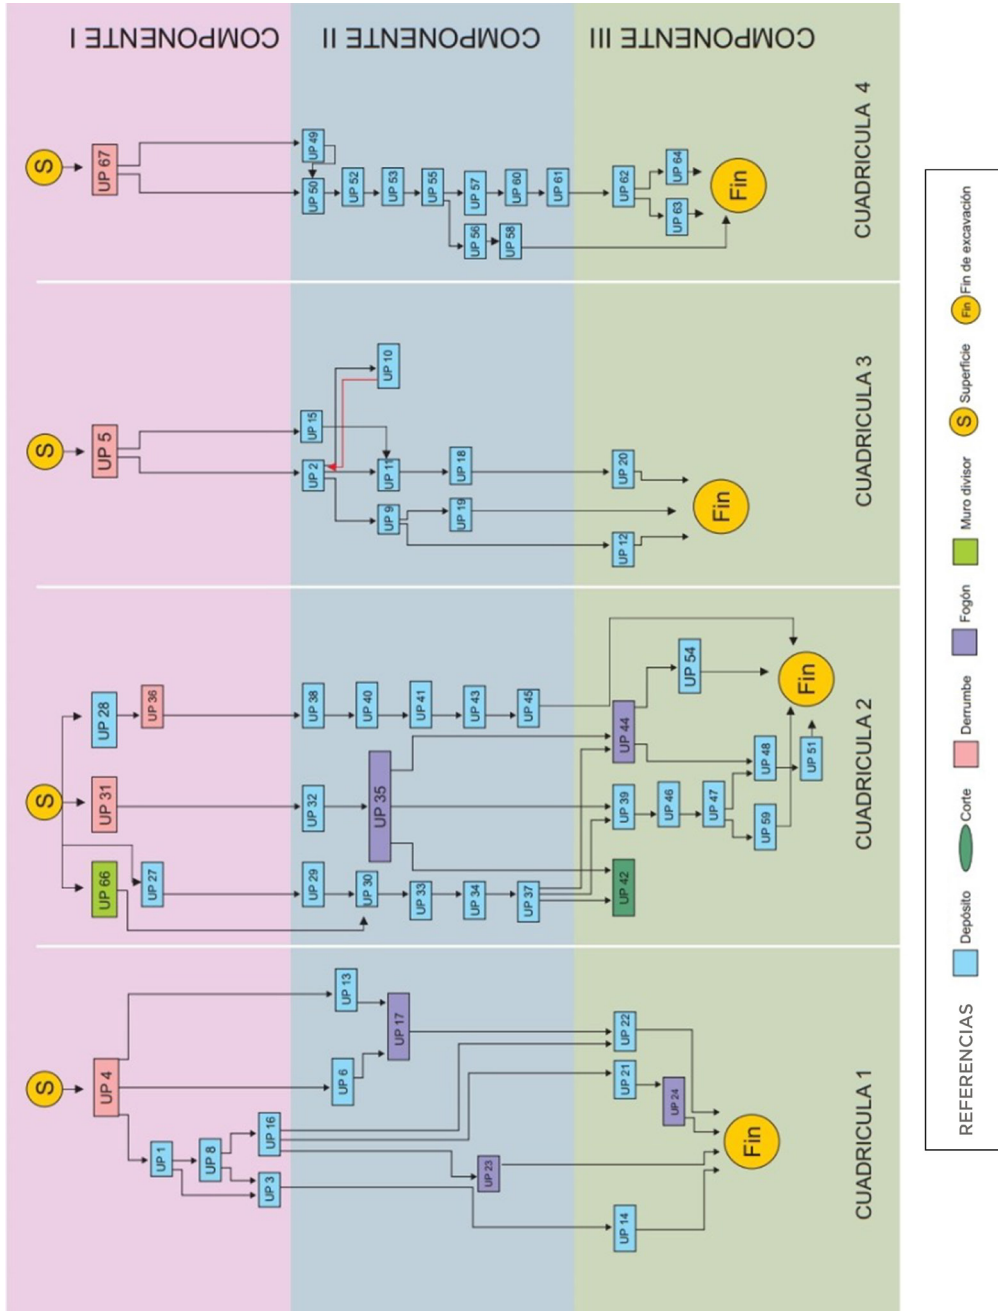 COMPONENTE I
COMPONENTE II
COMPONENTE III
S
UP 4
UP 1
UP 8
UP 3
UP 16
UP 6
UP 13
UP 17
UP 23
UP 14
UP 21
UP 22
UP 24
Fin
CUADRICULA 1
S
UP 66
UP 31
UP 28
UP 27
UP 36
UP 29
UP 32
UP 38
UP 30
UP 35
UP 40
UP 33
UP 41
UP 34
UP 43
UP 37
UP 45
UP 42
UP 39
UP 44
UP 46
UP 54
UP 47
UP 59
UP 48
UP 51
Fin
CUADRICULA 2
S
UP 5
UP 2
UP 15
UP 9
UP 11
UP 10
UP 19
UP 18
UP 12
UP 20
Fin
CUADRICULA 3
S
UP 67
UP 50
UP 49
UP 52
UP 53
UP 55
UP 56
UP 57
UP 58
UP 60
UP 61
UP 62
UP 63
UP 64
Fin
CUADRICULA 4
REFERENCIAS
Depósito
Corte
Derrumbe
Fogón
Muro divisor
S Superficie
Fin Fin de excavación